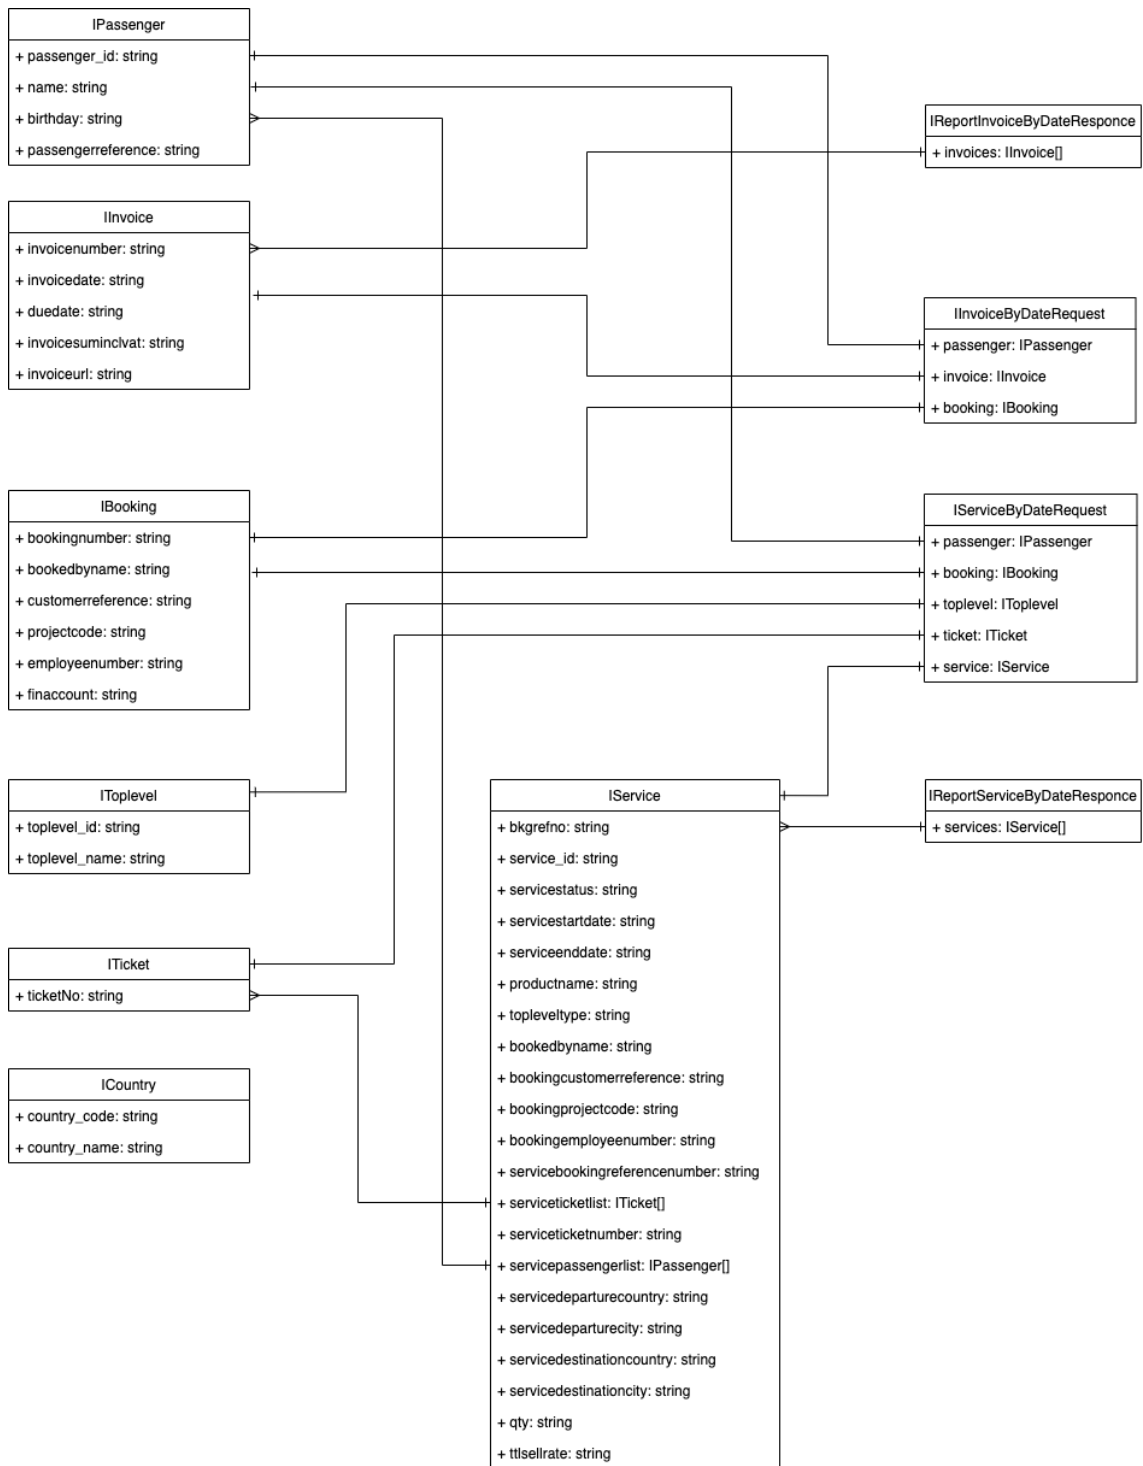 IPassenger
+ passenger_id: string
+ name: string
+ birthday: string
+ passengerreference: string
IInvoice
+ invoicenumber: string
+ invoicedate: string
+ duedate: string
+ invoicesuminclvat: string
+ invoiceurl: string
IBooking
+ bookingnumber: string
+ bookedbyname: string
+ customerreference: string
+ projectcode: string
+ employeenumber: string
+ finaccount: string
IToplevel
+ toplevel_id: string
+ toplevel_name: string
ITicket
+ ticketNo: string
ICountry
+ country_code: string
+ country_name: string
IService
+ bkgrefno: string
+ service_id: string
+ servicestatus: string
+ servicestartdate: string
+ serviceenddate: string
+ productname: string
+ topleveltype: string
+ bookedbyname: string
+ bookingcustomerreference: string
+ bookingprojectcode: string
+ bookingemployeenumber: string
+ servicebookingreferencenumber: string
+ serviceticketlist: ITicket[]
+ serviceticketnumber: string
+ servicepassengerlist: IPassenger[]
+ servicedeparturecountry: string
+ servicedeparturecity: string
+ servicedestinationcountry: string
+ servicedestinationcity: string
+ qty: string
+ ttlsellrate: string
IReportInvoiceByDateResponce
+ invoices: IInvoice[]
IInvoiceByDateRequest
+ passenger: IPassenger
+ invoice: IInvoice
+ booking: IBooking
IServiceByDateRequest
+ passenger: IPassenger
+ booking: IBooking
+ toplevel: IToplevel
+ ticket: ITicket
+ service: IService
IReportServiceByDateResponce
+ services: IService[]